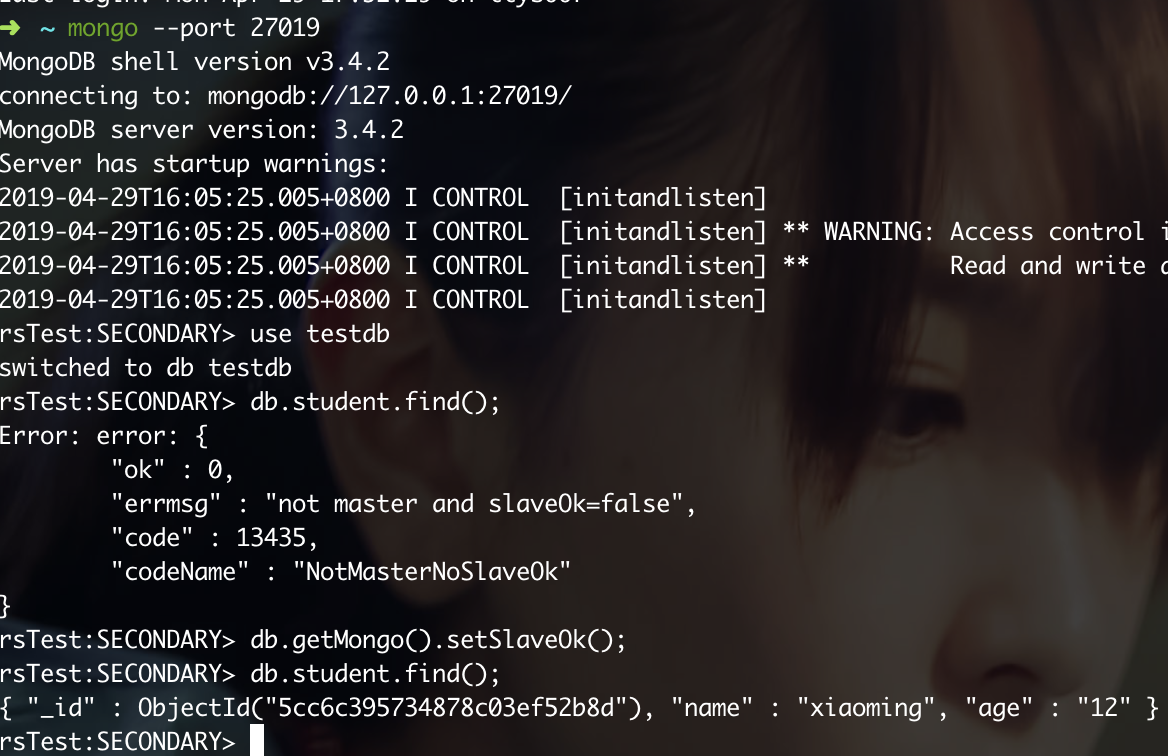 ➜ ~ mongo --port 27019
MongoDB shell version v3.4.2
connecting to: mongodb://127.0.0.1:27019/
MongoDB server version: 3.4.2
Server has startup warnings:
2019-04-29T16:05:25.005+0800 I CONTROL  [initandlisten]
2019-04-29T16:05:25.005+0800 I CONTROL  [initandlisten] ** WARNING: Access control
2019-04-29T16:05:25.005+0800 I CONTROL  [initandlisten] **          Read and write
2019-04-29T16:05:25.005+0800 I CONTROL  [initandlisten]
rsTest:SECONDARY> use testdb
switched to db testdb
rsTest:SECONDARY> db.student.find();
Error: error: {
"ok" : 0,
"errmsg" : "not master and slaveOk=false",
"code" : 13435,
"codeName" : "NotMasterNoSlaveOk"
}
rsTest:SECONDARY> db.getMongo().setSlaveOk();
rsTest:SECONDARY> db.student.find();
{ "_id" : ObjectId("5cc6c395734878c03ef52b8d"), "name" : "xiaoming", "age" : "12" }
rsTest:SECONDARY>